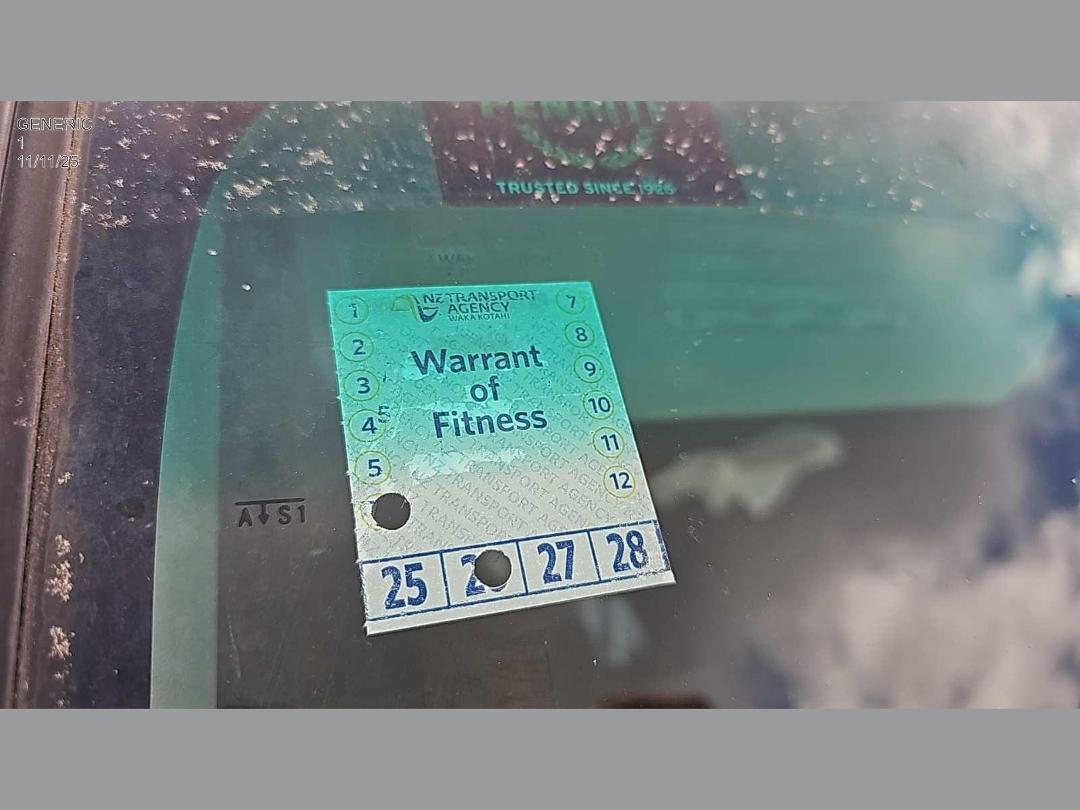 GENERIC
1
11/11/25
TRUSTED SINCE 1926
NZ TRANSPORT
AGENCY
WAKA KOTAHI
Warrant
of
Fitness
1
2
3
4
5
5
7
8
9
10
11
12
25
27
28
A S1